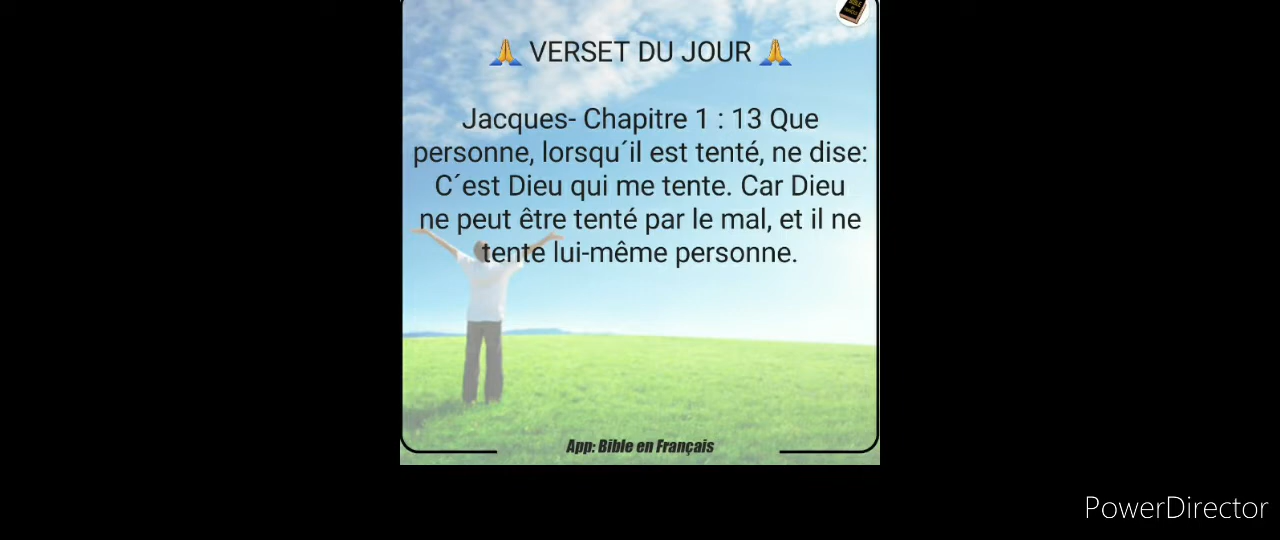 🙏 VERSET DU JOUR 🙏
Jacques- Chapitre 1 : 13 Que
personne, lorsqu´il est tenté, ne dise:
C´est Dieu qui me tente. Car Dieu
ne peut être tenté par le mal, et il ne
tente lui-même personne.
App: Bible en Français
PowerDirector